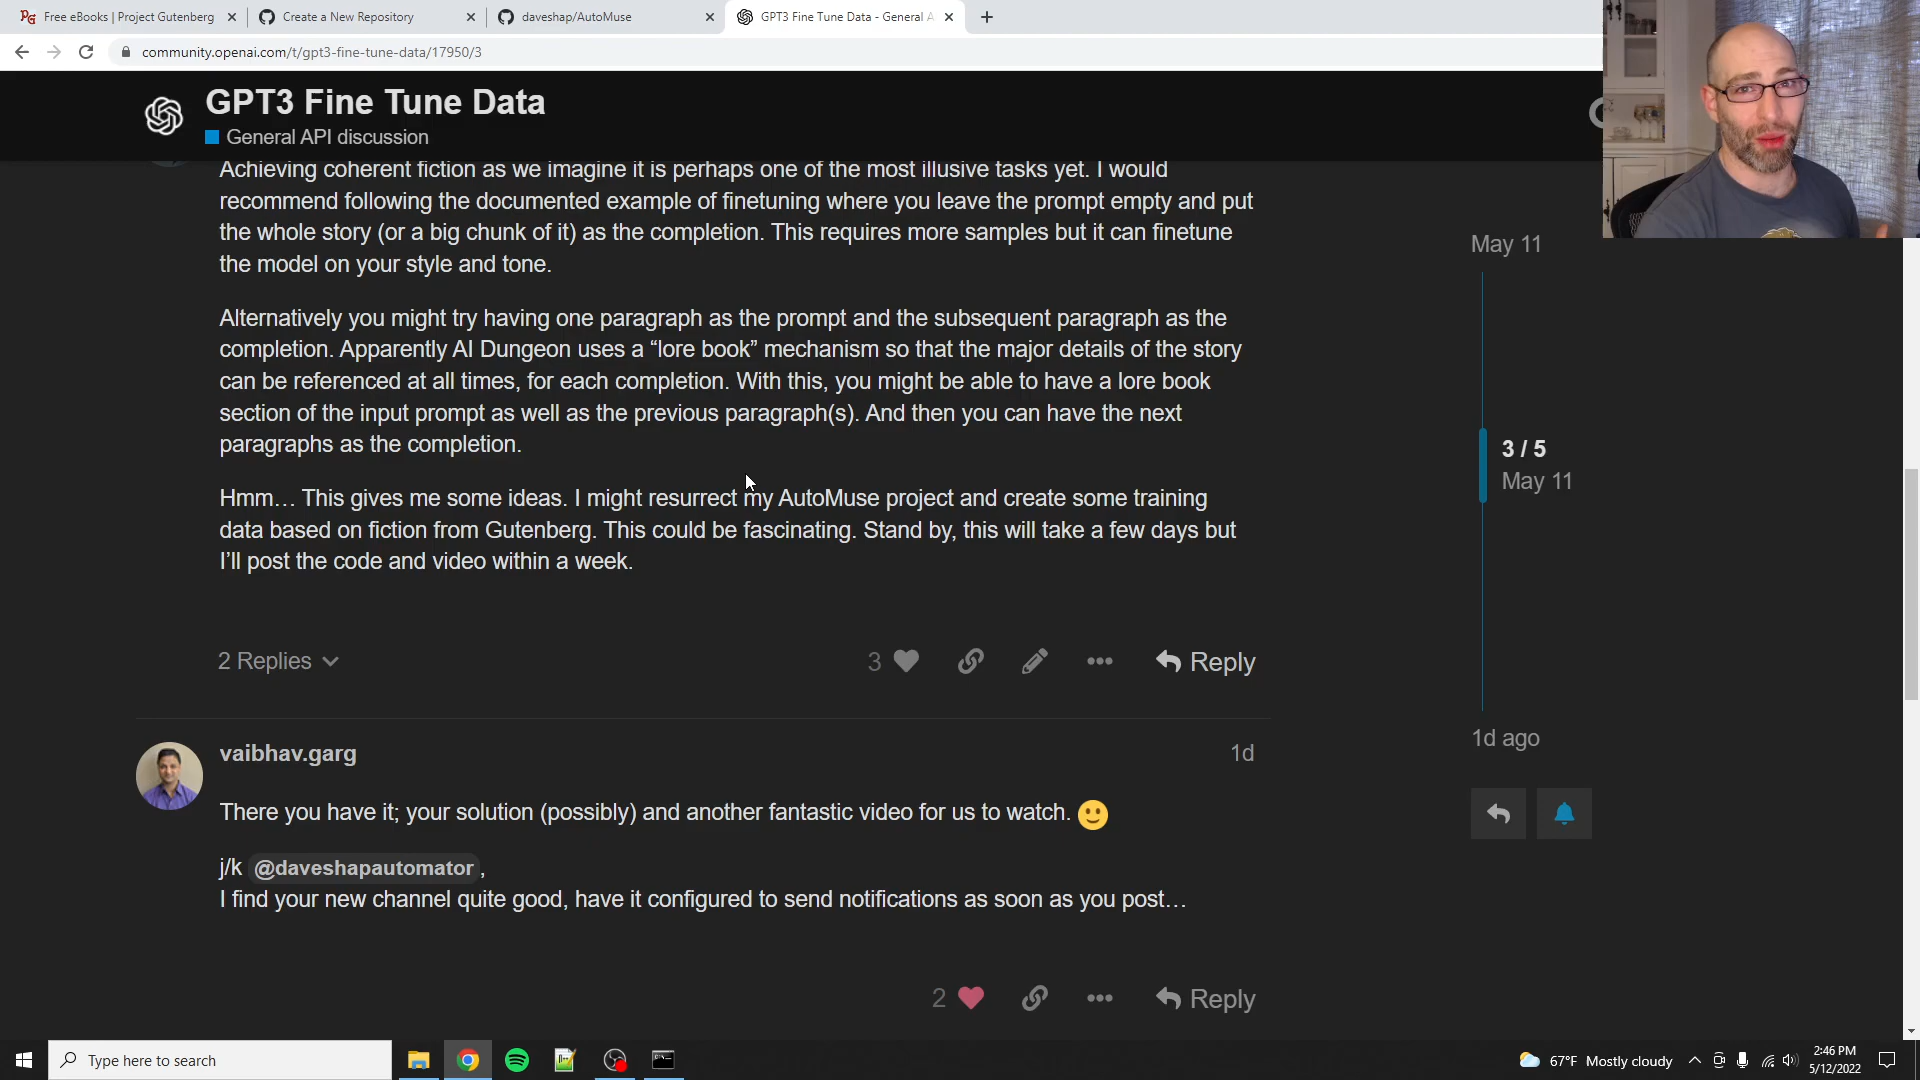 Free eBooks | Project Gutenberg
Create a New Repository
daveshap/AutoMuse
GPT3 Fine Tune Data - General A
community.openai.com/t/gpt3-fine-tune-data/17950/3
GPT3 Fine Tune Data
General API discussion
Achieving coherent fiction as we imagine it is perhaps one of the most illusive tasks yet. I would
recommend following the documented example of finetuning where you leave the prompt empty and put
the whole story (or a big chunk of it) as the completion. This requires more samples but it can finetune
the model on your style and tone.
Alternatively you might try having one paragraph as the prompt and the subsequent paragraph as the
completion. Apparently AI Dungeon uses a “lore book” mechanism so that the major details of the story
can be referenced at all times, for each completion. With this, you might be able to have a lore book
section of the input prompt as well as the previous paragraph(s). And then you can have the next
paragraphs as the completion.
Hmm… This gives me some ideas. I might resurrect my AutoMuse project and create some training
data based on fiction from Gutenberg. This could be fascinating. Stand by, this will take a few days but
I’ll post the code and video within a week.
2 Replies
3
Reply
May 11
3 / 5
May 11
1d ago
vaibhav.garg
1d
There you have it; your solution (possibly) and another fantastic video for us to watch.
j/k @daveshapautomator,
I find your new channel quite good, have it configured to send notifications as soon as you post…
2
Reply
Type here to search
67°F Mostly cloudy
2:46 PM
5/12/2022